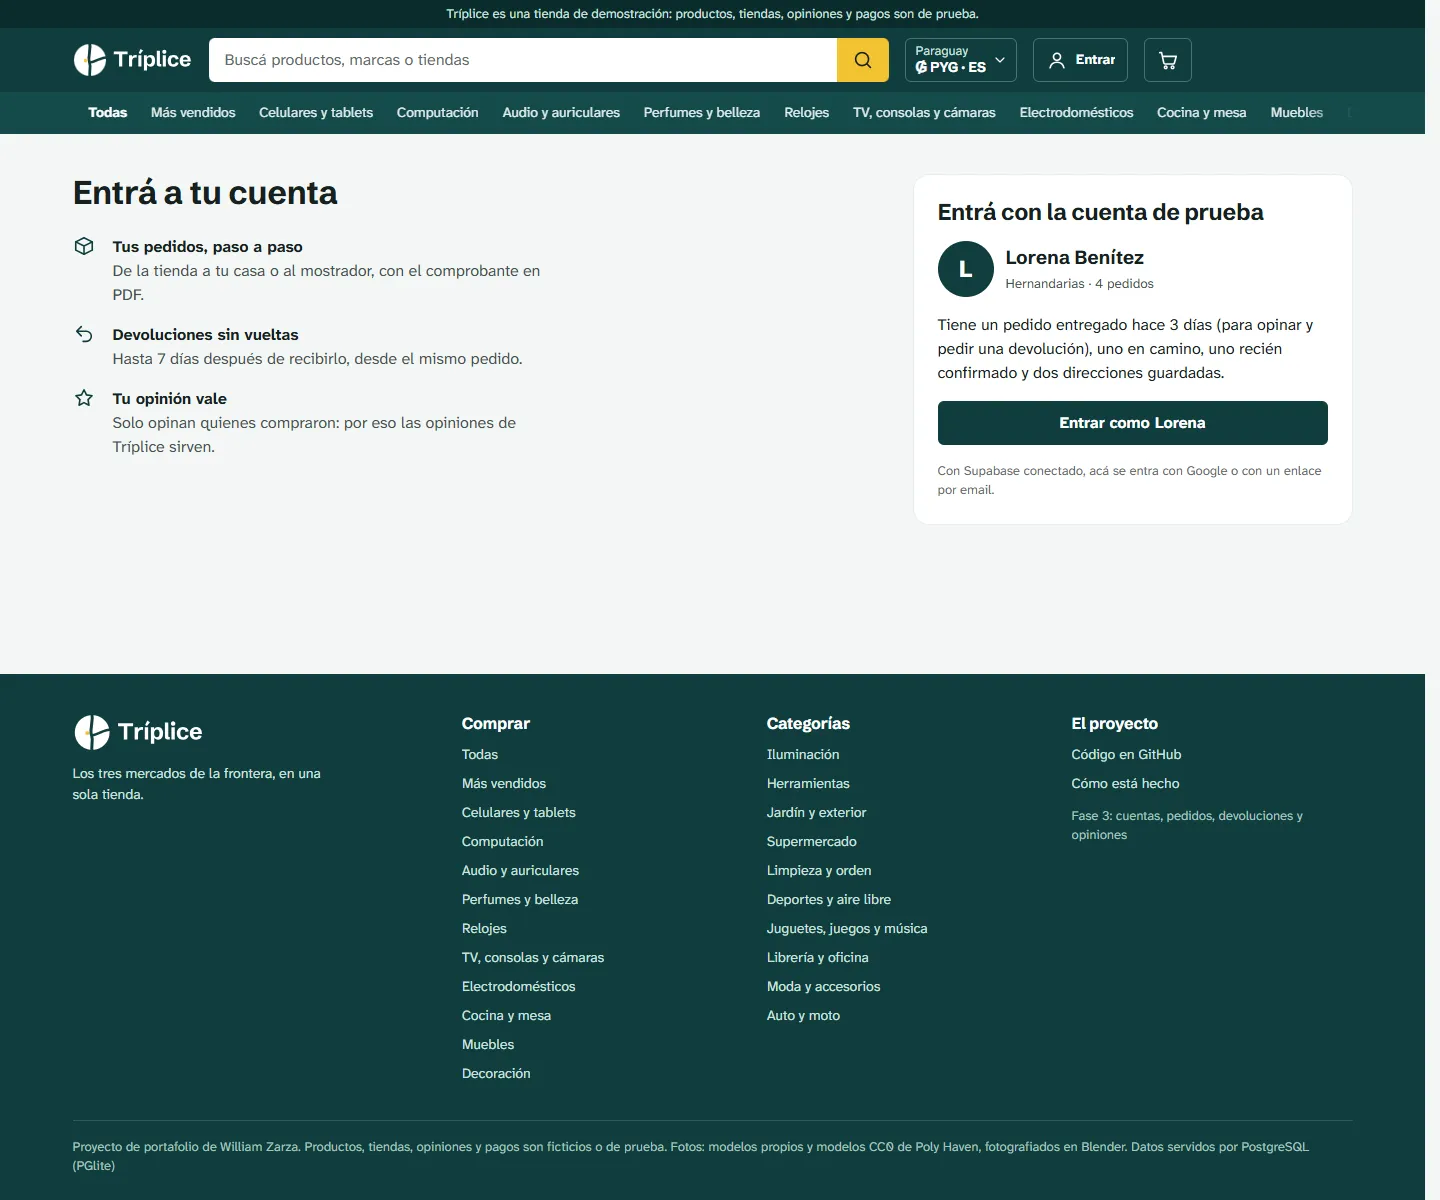 Tríplice es una tienda de demostración: productos, tiendas, opiniones y pagos son de prueba.
Tríplice
Buscá productos, marcas o tiendas
Paraguay
₲ PYG · ES
Entrar
Todas
Más vendidos
Celulares y tablets
Computación
Audio y auriculares
Perfumes y belleza
Relojes
TV, consolas y cámaras
Electrodomésticos
Cocina y mesa
Muebles
Entrá a tu cuenta
Tus pedidos, paso a paso
De la tienda a tu casa o al mostrador, con el comprobante en
PDF.
Devoluciones sin vueltas
Hasta 7 días después de recibirlo, desde el mismo pedido.
Tu opinión vale
Solo opinan quienes compraron: por eso las opiniones de
Tríplice sirven.
Entrá con la cuenta de prueba
L
Lorena Benítez
Hernandarias · 4 pedidos
Tiene un pedido entregado hace 3 días (para opinar y
pedir una devolución), uno en camino, uno recién
confirmado y dos direcciones guardadas.
Entrar como Lorena
Con Supabase conectado, acá se entra con Google o con un enlace
por email.
Tríplice
Los tres mercados de la frontera, en una
sola tienda.
Comprar
Todas
Más vendidos
Celulares y tablets
Computación
Audio y auriculares
Perfumes y belleza
Relojes
TV, consolas y cámaras
Electrodomésticos
Cocina y mesa
Muebles
Decoración
Categorías
Iluminación
Herramientas
Jardín y exterior
Supermercado
Limpieza y orden
Deportes y aire libre
Juguetes, juegos y música
Librería y oficina
Moda y accesorios
Auto y moto
El proyecto
Código en GitHub
Cómo está hecho
Fase 3: cuentas, pedidos, devoluciones y
opiniones
Proyecto de portafolio de William Zarza. Productos, tiendas, opiniones y pagos son ficticios o de prueba. Fotos: modelos propios y modelos CC0 de Poly Haven, fotografiados en Blender. Datos servidos por PostgreSQL
(PGlite)